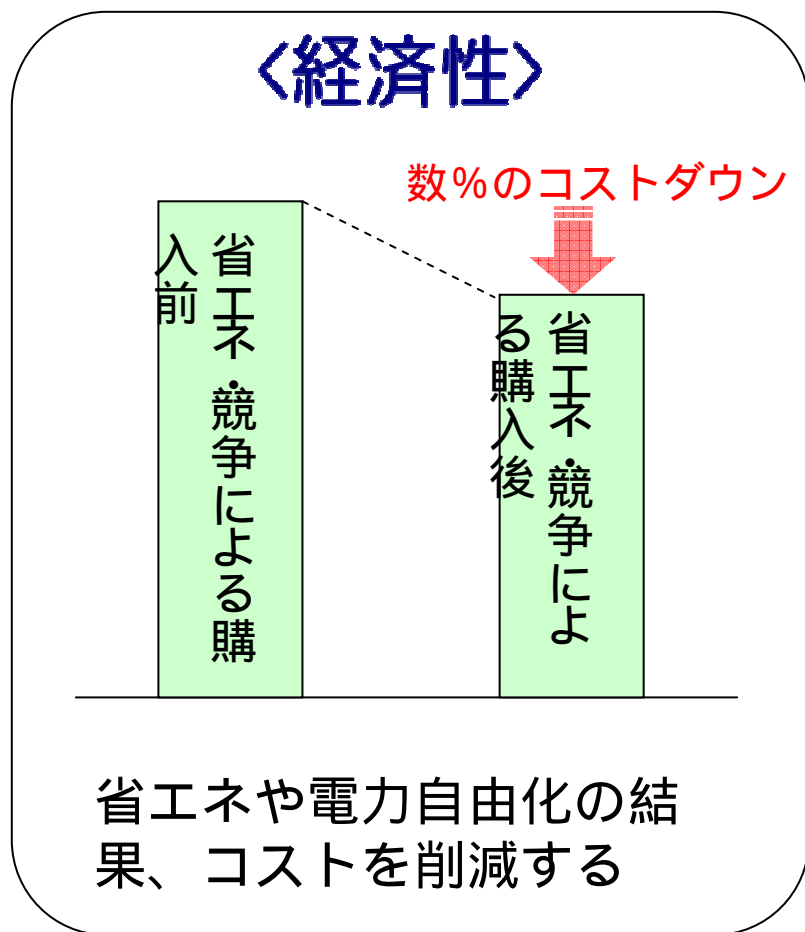 〈経済性〉
数%のコストダウン
省エネ・競争による購
入前
省エネ・競争によ
る購入後
省エネや電力自由化の結
果、コストを削減する